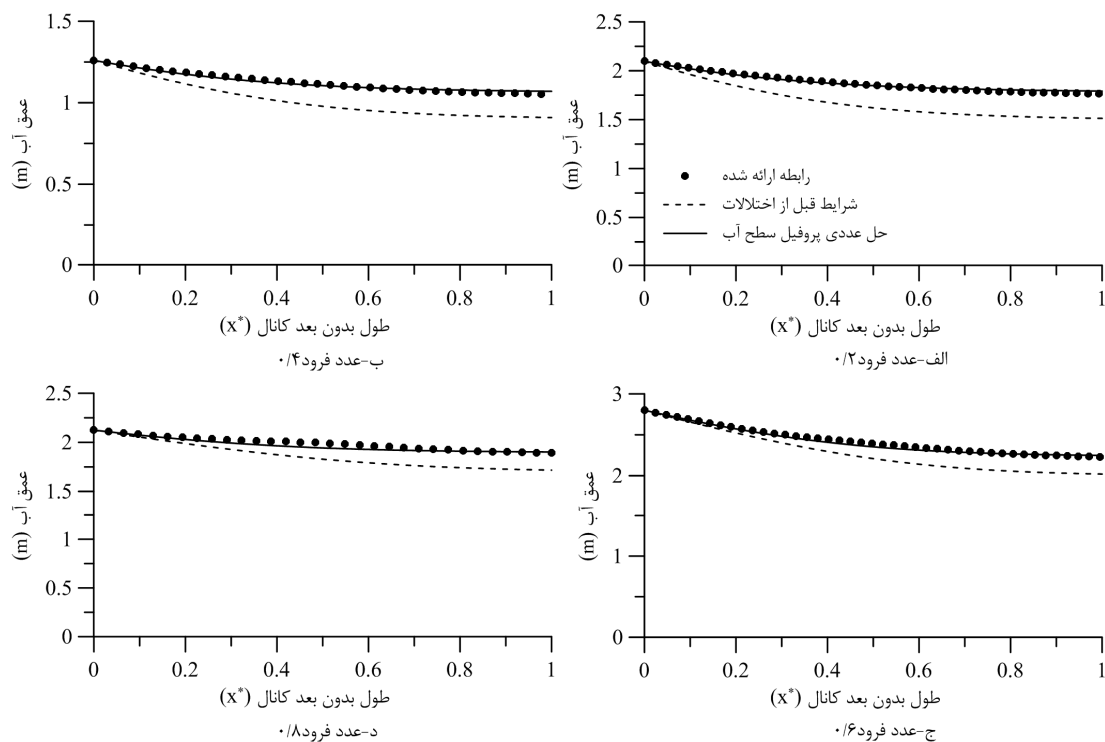 2.5
2
1.5
1
0.5
0
عمق آب (m)
رابطه ارائه شده
شرایط قبل از اختلالات
حل عددی پروفیل سطح آب
0 0.2 0.4 0.6 0.8 1
طول بدون بعد کانال (x*)
الف-عدد فرود۰/۲
1.5
1
0.5
0
عمق آب (m)
0 0.2 0.4 0.6 0.8 1
طول بدون بعد کانال (x*)
ب-عدد فرود۰/۴
3
2
1
0
عمق آب (m)
0 0.2 0.4 0.6 0.8 1
طول بدون بعد کانال (x*)
ج-عدد فرود۰/۶
2.5
2
1.5
1
0.5
0
عمق آب (m)
0 0.2 0.4 0.6 0.8 1
طول بدون بعد کانال (x*)
د-عدد فرود۰/۸